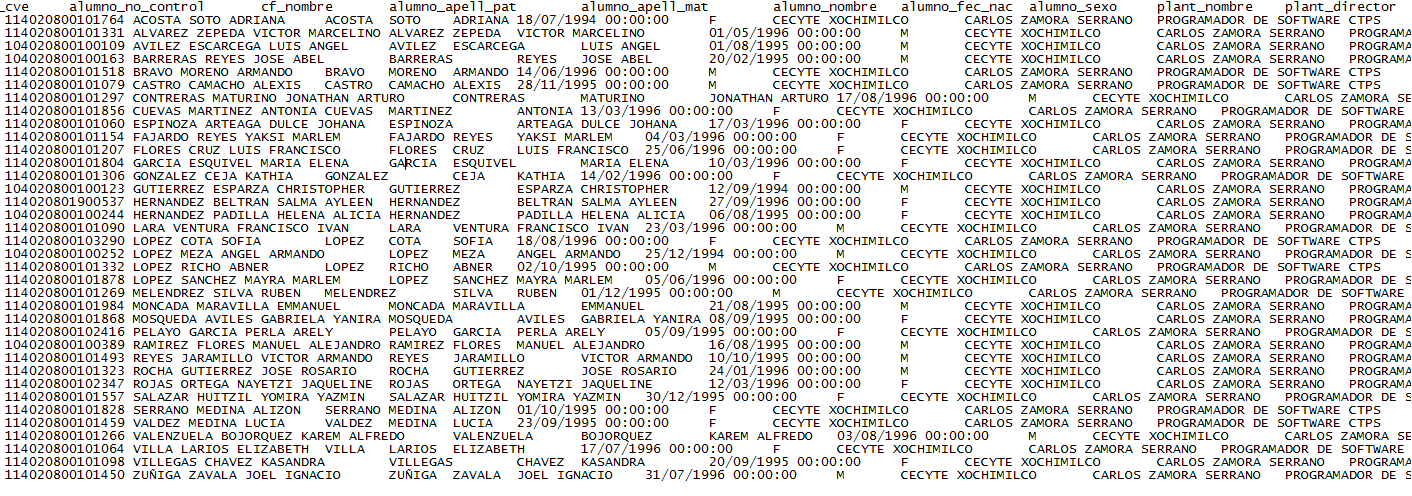 _cve alumno_no_control cf_nombre alumno_apell_pat alumno_apell_mat alumno_nombre alumno_fec_nac alumno_sexo plant_nombre plant_director
114020800101764 ACOSTA SOTO ADRIANA ACOSTA SOTO ADRIANA 18/07/1994 00:00:00 F CECYTE XOCHIMILCO CARLOS ZAMORA SERRANO PROGRAMADOR DE SOFTWARE CTPS
114020800101331 ALVAREZ ZEPEDA VICTOR MARCELINO ALVAREZ ZEPEDA VICTOR MARCELINO 01/05/1996 00:00:00 M CECYTE XOCHIMILCO CARLOS ZAMORA SERRANO PROGRAMA
104020800100109 AVILEZ ESCARCEGA LUIS ANGEL AVILEZ ESCARCEGA LUIS ANGEL 01/08/1995 00:00:00 M CECYTE XOCHIMILCO CARLOS ZAMORA SERRANO PROGRAMA
104020800100163 BARRERAS REYES JOSE ABEL BARRERAS REYES JOSE ABEL 20/02/1995 00:00:00 M CECYTE XOCHIMILCO CARLOS ZAMORA SERRANO PROGRAMA
114020800101518 BRAVO MORENO ARMANDO BRAVO MORENO ARMANDO 14/06/1996 00:00:00 M CECYTE XOCHIMILCO CARLOS ZAMORA SERRANO PROGRAMADOR DE SOFTWARE CTPS
114020800101079 CASTRO CAMACHO ALEXIS CASTRO CAMACHO ALEXIS 28/11/1995 00:00:00 M CECYTE XOCHIMILCO CARLOS ZAMORA SERRANO PROGRAMADOR DE SOFTWARE CTPS
114020800101297 CONTRERAS MATURINO JONATHAN ARTURO CONTRERAS MATURINO JONATHAN ARTURO 17/08/1996 00:00:00 M CECYTE XOCHIMILCO CARLOS ZAMORA SE
114020800101856 CUEVAS MARTINEZ ANTONIA CUEVAS MARTINEZ ANTONIA 13/03/1996 00:00:00 F CECYTE XOCHIMILCO CARLOS ZAMORA SERRANO PROGRAMADOR DE SOFTWARE
114020800101060 ESPINOZA ARTEAGA DULCE JOHANA ESPINOZA ARTEAGA DULCE JOHANA 17/03/1996 00:00:00 F CECYTE XOCHIMILCO CARLOS ZAMORA SERRANO PROGRAMA
114020800101154 FAJARDO REYES YAKSI MARLEM FAJARDO REYES YAKSI MARLEM 04/03/1996 00:00:00 F CECYTE XOCHIMILCO CARLOS ZAMORA SERRANO PROGRAMADOR DE S
114020800101207 FLORES CRUZ LUIS FRANCISCO FLORES CRUZ LUIS FRANCISCO 25/06/1996 00:00:00 M CECYTE XOCHIMILCO CARLOS ZAMORA SERRANO PROGRAMADOR DE S
114020800101804 GARCIA ESQUIVEL MARIA ELENA GARCIA ESQUIVEL MARIA ELENA 10/03/1996 00:00:00 F CECYTE XOCHIMILCO CARLOS ZAMORA SERRANO PROGRAMA
114020800101306 GONZALEZ CEJA KATHIA GONZALEZ CEJA KATHIA 14/02/1996 00:00:00 F CECYTE XOCHIMILCO CARLOS ZAMORA SERRANO PROGRAMADOR DE SOFTWARE
104020800100123 GUTIERREZ ESPARZA CHRISTOPHER GUTIERREZ ESPARZA CHRISTOPHER 12/09/1994 00:00:00 M CECYTE XOCHIMILCO CARLOS ZAMORA SERRANO PROGRAMA
114020801900537 HERNANDEZ BELTRAN SALMA AYLEEN HERNANDEZ BELTRAN SALMA AYLEEN 27/09/1996 00:00:00 F CECYTE XOCHIMILCO CARLOS ZAMORA SERRANO PROGRAMA
104020800100244 HERNANDEZ PADILLA HELENA ALICIA HERNANDEZ PADILLA HELENA ALICIA 06/08/1995 00:00:00 F CECYTE XOCHIMILCO CARLOS ZAMORA SERRANO PROGRAMA
114020800101090 LARA VENTURA FRANCISCO IVAN LARA VENTURA FRANCISCO IVAN 23/03/1996 00:00:00 M CECYTE XOCHIMILCO CARLOS ZAMORA SERRANO PROGRAMADOR DE S
114020800103290 LOPEZ COTA SOFIA LOPEZ COTA SOFIA 18/08/1996 00:00:00 F CECYTE XOCHIMILCO CARLOS ZAMORA SERRANO PROGRAMADOR DE SOFTWARE CTPS
104020800100252 LOPEZ MEZA ANGEL ARMANDO LOPEZ MEZA ANGEL ARMANDO 25/12/1994 00:00:00 M CECYTE XOCHIMILCO CARLOS ZAMORA SERRANO PROGRAMADOR DE S
114020800101332 LOPEZ RICHO ABNER LOPEZ RICHO ABNER 02/10/1995 00:00:00 M CECYTE XOCHIMILCO CARLOS ZAMORA SERRANO PROGRAMADOR DE SOFTWARE CTPS
114020800101878 LOPEZ SANCHEZ MAYRA MARLEM LOPEZ SANCHEZ MAYRA MARLEM 05/06/1996 00:00:00 F CECYTE XOCHIMILCO CARLOS ZAMORA SERRANO PROGRAMADOR DE S
114020800101269 MELENDREZ SILVA RUBEN MELENDREZ SILVA RUBEN 01/12/1995 00:00:00 M CECYTE XOCHIMILCO CARLOS ZAMORA SERRANO PROGRAMADOR DE SOFTWARE
114020800101984 MONCADA MARAVILLA EMMANUEL MONCADA MARAVILLA EMMANUEL 21/08/1995 00:00:00 M CECYTE XOCHIMILCO CARLOS ZAMORA SERRANO PROGRAMA
114020800101868 MOSQUEDA AVILES GABRIELA YANIRA MOSQUEDA AVILES GABRIELA YANIRA 08/09/1995 00:00:00 F CECYTE XOCHIMILCO CARLOS ZAMORA SERRANO PROGRAMA
114020800102416 PELAYO GARCIA PERLA ARELY PELAYO GARCIA PERLA ARELY 05/09/1995 00:00:00 F CECYTE XOCHIMILCO CARLOS ZAMORA SERRANO PROGRAMADOR DE S
104020800100389 RAMIREZ FLORES MANUEL ALEJANDRO RAMIREZ FLORES MANUEL ALEJANDRO 16/08/1995 00:00:00 M CECYTE XOCHIMILCO CARLOS ZAMORA SERRANO PROGRAMA
114020800101493 REYES JARAMILLO VICTOR ARMANDO REYES JARAMILLO VICTOR ARMANDO 10/10/1995 00:00:00 M CECYTE XOCHIMILCO CARLOS ZAMORA SERRANO PROGRAMA
114020800101323 ROCHA GUTIERREZ JOSE ROSARIO ROCHA GUTIERREZ JOSE ROSARIO 24/01/1996 00:00:00 M CECYTE XOCHIMILCO CARLOS ZAMORA SERRANO PROGRAMA
114020800102347 ROJAS ORTEGA NAYETZI JAQUELINE ROJAS ORTEGA NAYETZI JAQUELINE 12/03/1996 00:00:00 F CECYTE XOCHIMILCO CARLOS ZAMORA SERRANO PROGRAMA
114020800101557 SALAZAR HUITZIL YOMIRA YAZMIN SALAZAR HUITZIL YOMIRA YAZMIN 30/12/1995 00:00:00 F CECYTE XOCHIMILCO CARLOS ZAMORA SERRANO PROGRAMADOR DE S
114020800101828 SERRANO MEDINA ALIZON SERRANO MEDINA ALIZON 01/10/1995 00:00:00 F CECYTE XOCHIMILCO CARLOS ZAMORA SERRANO PROGRAMADOR DE SOFTWARE CTPS
114020800101459 VALDEZ MEDINA LUCIA VALDEZ MEDINA LUCIA 23/09/1995 00:00:00 F CECYTE XOCHIMILCO CARLOS ZAMORA SERRANO PROGRAMADOR DE SOFTWARE CTPS
114020800101266 VALENZUELA BOJORQUEZ KAREM ALFREDO VALENZUELA BOJORQUEZ KAREM ALFREDO 03/08/1996 00:00:00 M CECYTE XOCHIMILCO CARLOS ZAMORA SE
114020800101064 VILLA LARIOS ELIZABETH VILLA LARIOS ELIZABETH 17/07/1996 00:00:00 F CECYTE XOCHIMILCO CARLOS ZAMORA SERRANO PROGRAMADOR DE SOFTWARE
114020800101098 VILLEGAS CHAVEZ KASANDRA VILLEGAS CHAVEZ KASANDRA 20/09/1995 00:00:00 F CECYTE XOCHIMILCO CARLOS ZAMORA SERRANO PROGRAMA
114020800101450 ZUÑIGA ZAVALA JOEL IGNACIO ZUÑIGA ZAVALA JOEL IGNACIO 31/07/1996 00:00:00 M CECYTE XOCHIMILCO CARLOS ZAMORA SERRANO PROGRAMADOR DE S